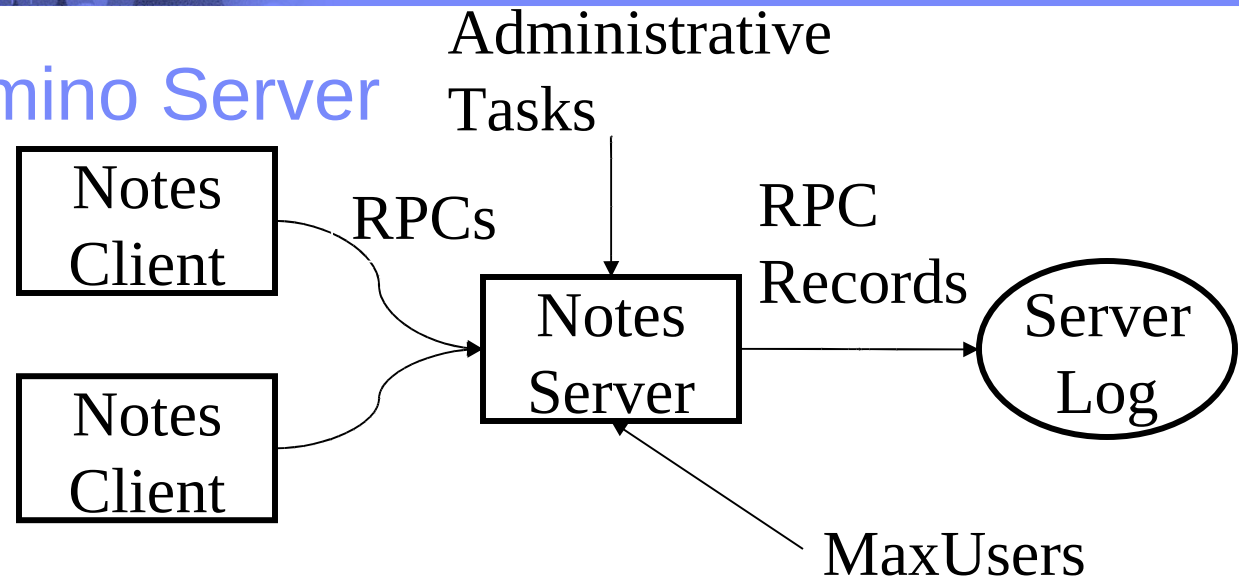 Administrative
Tasks
mino Server
Notes
Client
RPCs
RPC
Records
Notes
Server
Server
Log
Notes
Client
MaxUsers